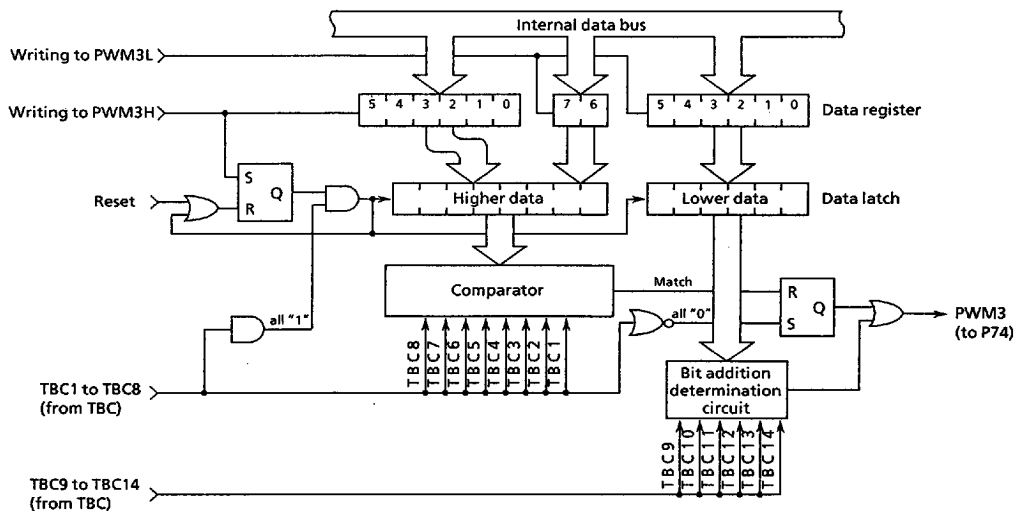 Internal data bus
Writing to PWM3L
Writing to PWM3H
5 4 3 2 1 0
7 6
5 4 3 2 1 0
Data register
S
Q
R
Reset
Higher data
Lower data
Data latch
Comparator
Match
R
Q
S
all "1"
all "0"
PWM3
(to P74)
TBC8
TBC7
TBC6
TBC5
TBC4
TBC3
TBC2
TBC1
Bit addition
determination
circuit
TBC1 to TBC8
(from TBC)
TBC9
TBC10
TBC11
TBC12
TBC13
TBC14
TBC9 to TBC14
(from TBC)